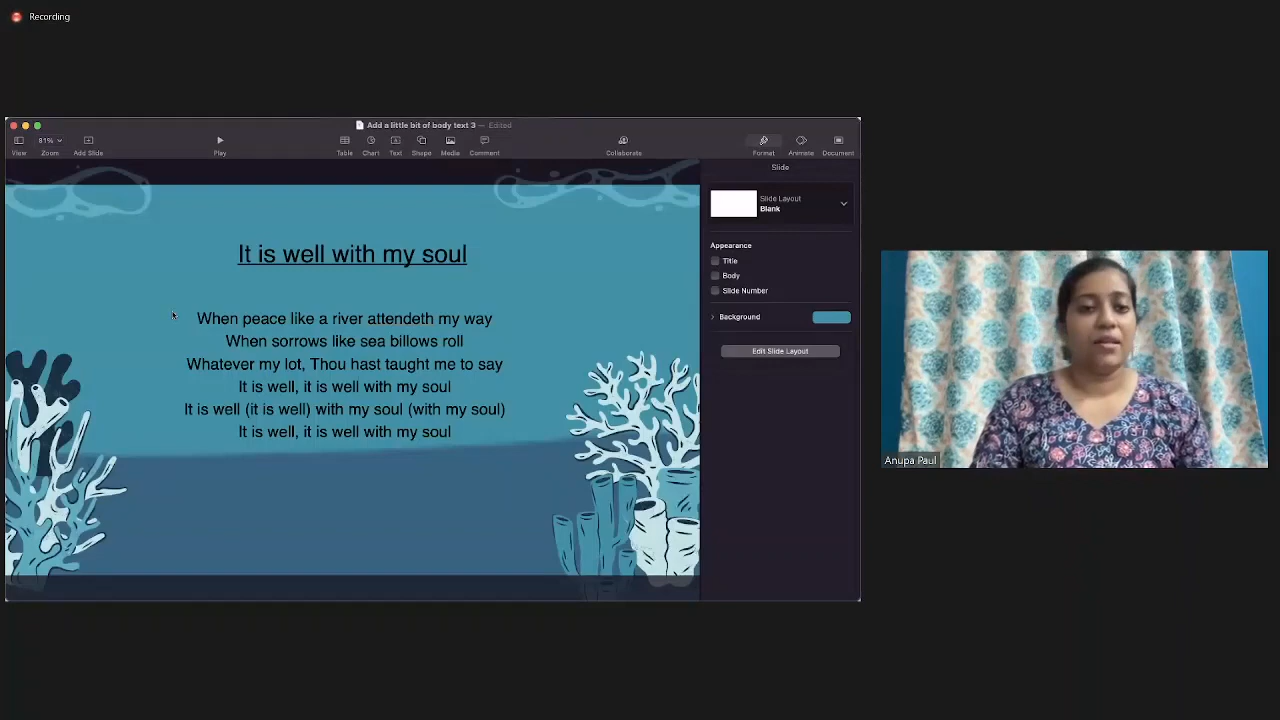 Recording
Add a little bit of body text 3 — Edited
81%
View Zoom Add Slide Play Table Chart Text Shape Media Comment Collaborate Format Animate Document
Slide
Slide Layout
Blank
Appearance
Title
Body
Slide Number
Background
Edit Slide Layout
It is well with my soul
When peace like a river attendeth my way
When sorrows like sea billows roll
Whatever my lot, Thou hast taught me to say
It is well, it is well with my soul
It is well (it is well) with my soul (with my soul)
It is well, it is well with my soul
Anupa Paul